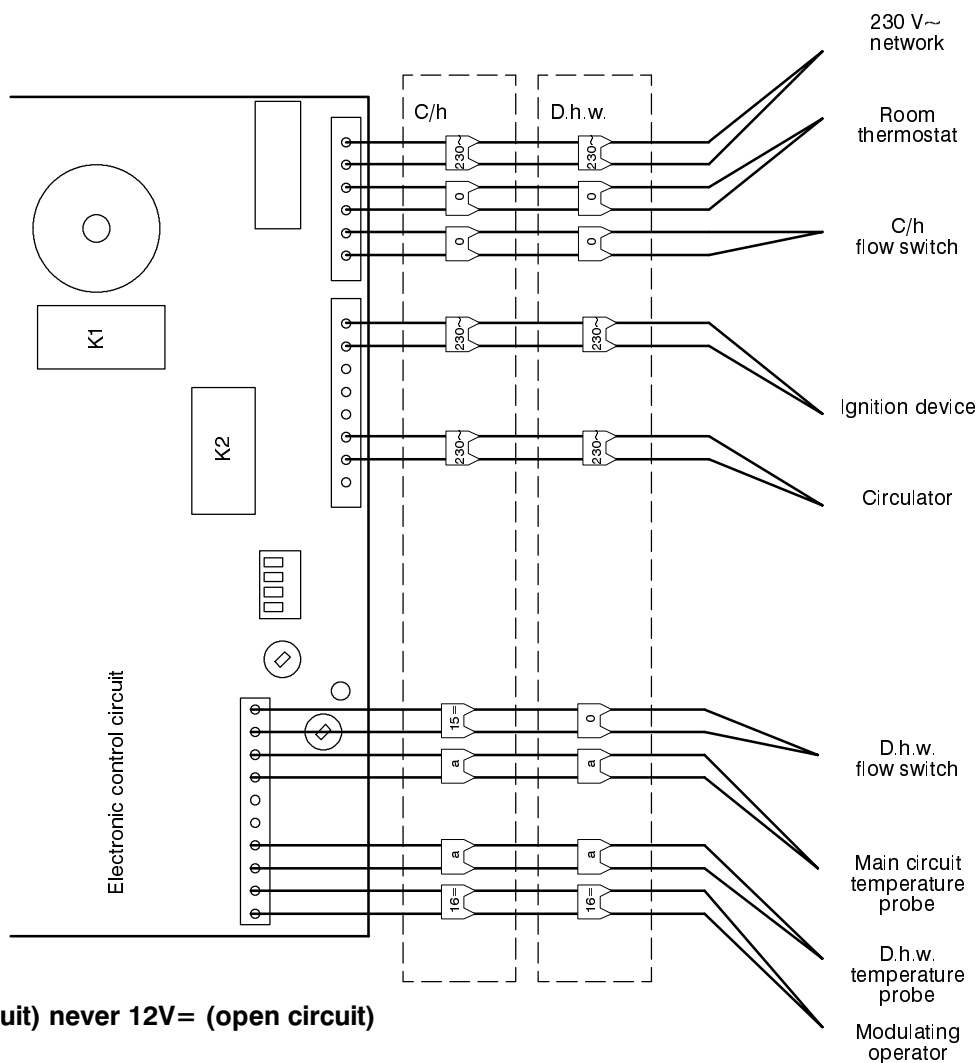 230 V~
network
C/h
D.h.w.
Room
thermostat
230~
230~
0
0
C/h
flow switch
0
0
K1
230~
230~
Ignition device
K2
230~
230~
Circulator
Electronic control circuit
15=
0
D.h.w.
flow switch
a
a
a
a
Main circuit
temperature
probe
16=
16=
D.h.w.
temperature
probe
uit) never 12V= (open circuit)
Modulating
operator